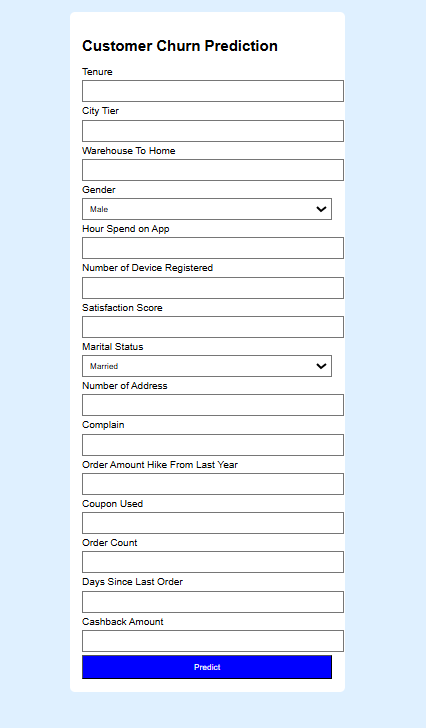 Customer Churn Prediction
Tenure
City Tier
Warehouse To Home
Gender
Male
Hour Spend on App
Number of Device Registered
Satisfaction Score
Marital Status
Married
Number of Address
Complain
Order Amount Hike From Last Year
Coupon Used
Order Count
Days Since Last Order
Cashback Amount
Predict